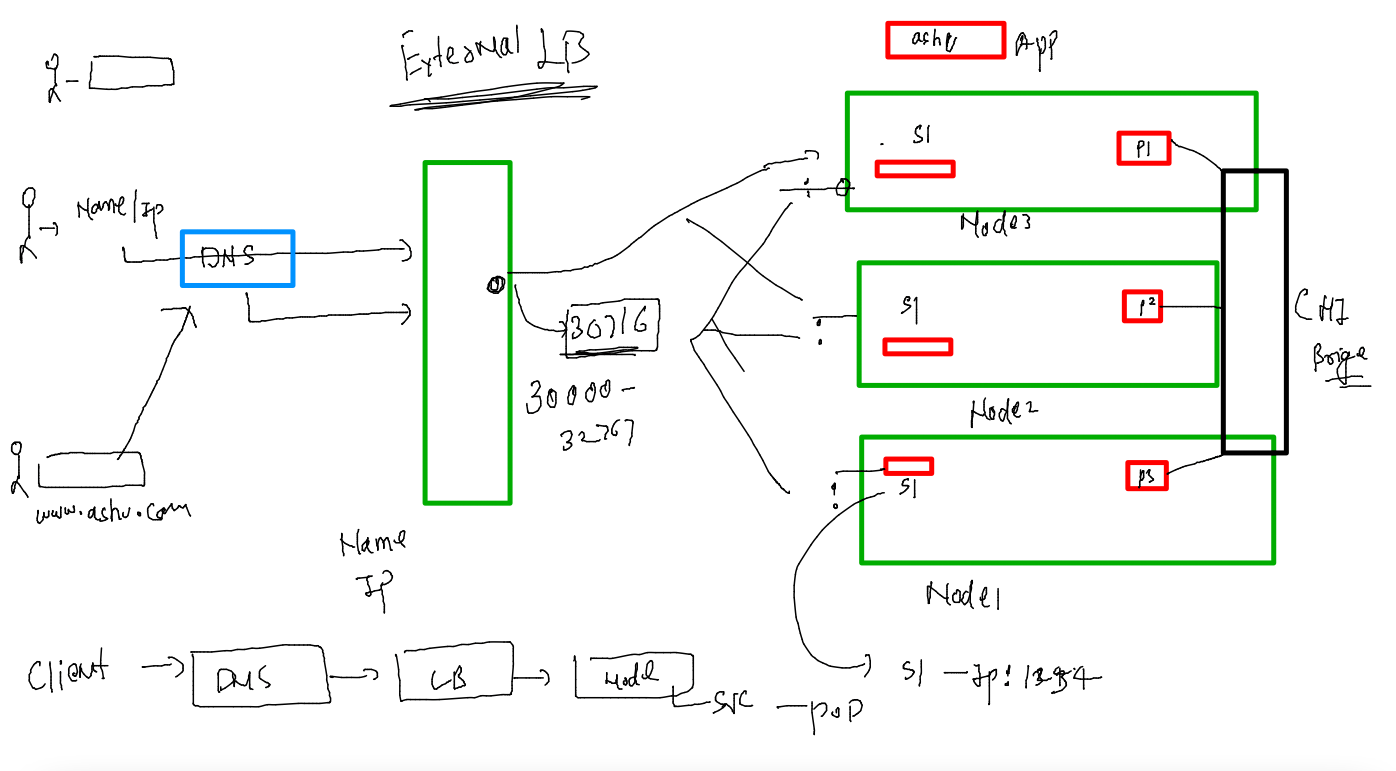 External LB
ashu App
S1
P1
Name/Ip
Node3
DNS
S1
P2
30716
CNI
Brige
30000-
32767
Node2
S1
P3
www.ashu.com
Name
Ip
Node1
Client
DNS
LB
Node
svc - pod
S1 - Ip: